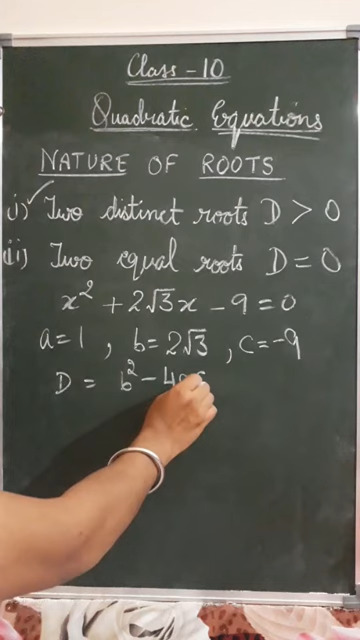 Class - 10
Quadratic Equations
NATURE OF ROOTS
i) Two distinct roots D > 0
ii) Two equal roots D = 0
x² + 2√3x - 9 = 0
a = 1 , b = 2√3 , c = -9
D = b² - 4